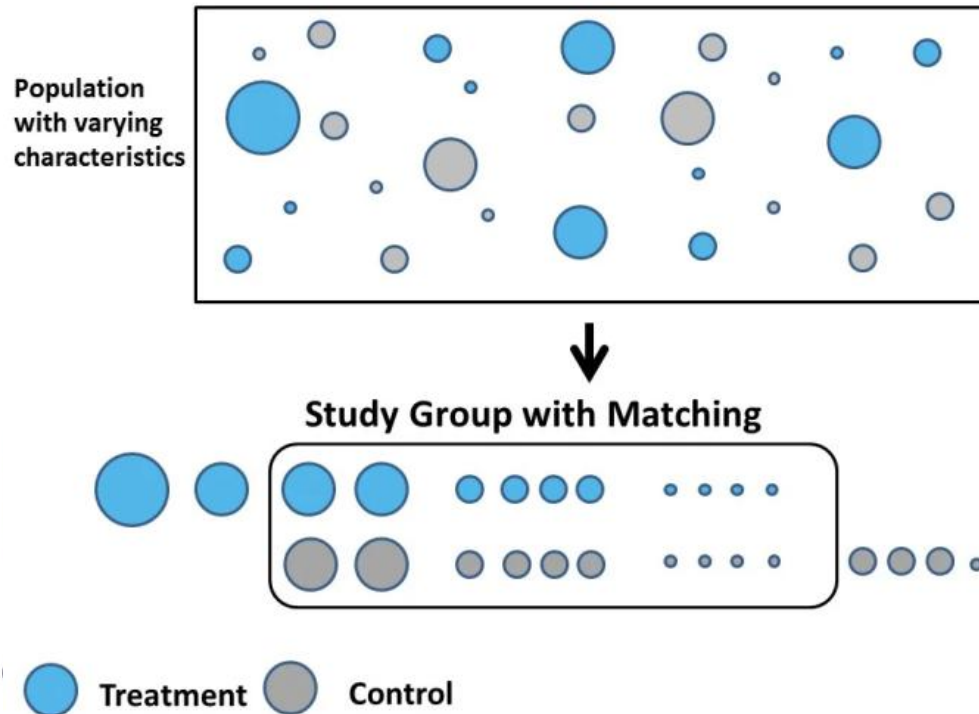 Population
with varying
characteristics
Study Group with Matching
Treatment
Control